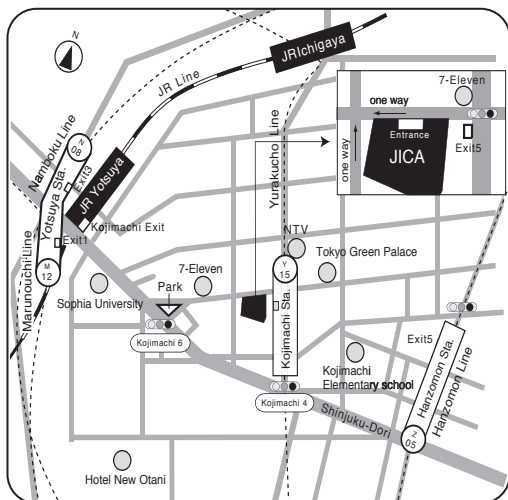 N
JR Line
JRIchigaya
7-Eleven
one way
Entrance
JICA
one way
Exit5
Namboku Line
N
08
Yotsuya Sta.
Exit3
JR Yotsuya
Kojimachi Exit
Exit1
MarunouchiLine
M
12
Yurakucho Line
NTV
Y
15
Tokyo Green Palace
Kojimachi Sta.
7-Eleven
Park
Sophia University
Kojimachi 6
Exit5
Hanzomon Sta.
Hanzomon Line
Kojimachi
Elementary school
Kojimachi 4
Shinjuku-Dori
Z
05
Hotel New Otani